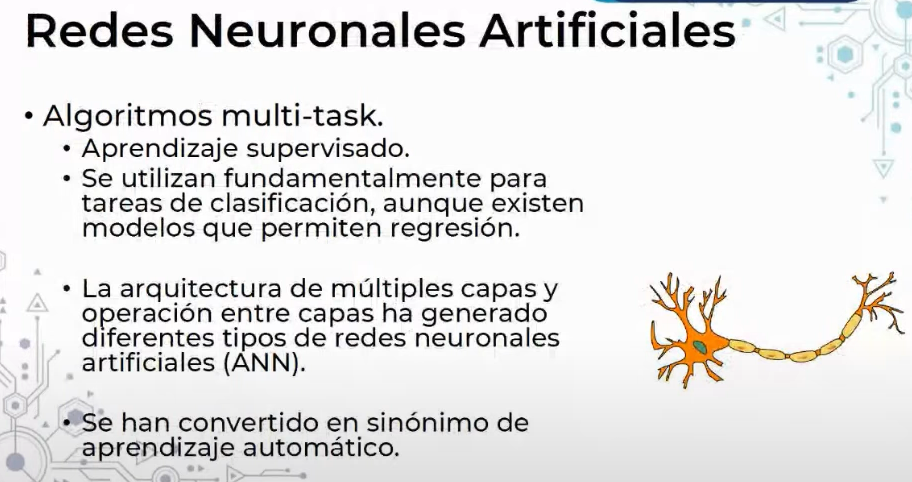 Redes Neuronales Artificiales
• Algoritmos multi-task.
• Aprendizaje supervisado.
• Se utilizan fundamentalmente para
tareas de clasificación, aunque existen
modelos que permiten regresión.
• La arquitectura de múltiples capas y
operación entre capas ha generado
diferentes tipos de redes neuronales
artificiales (ANN).
• Se han convertido en sinónimo de
aprendizaje automático.